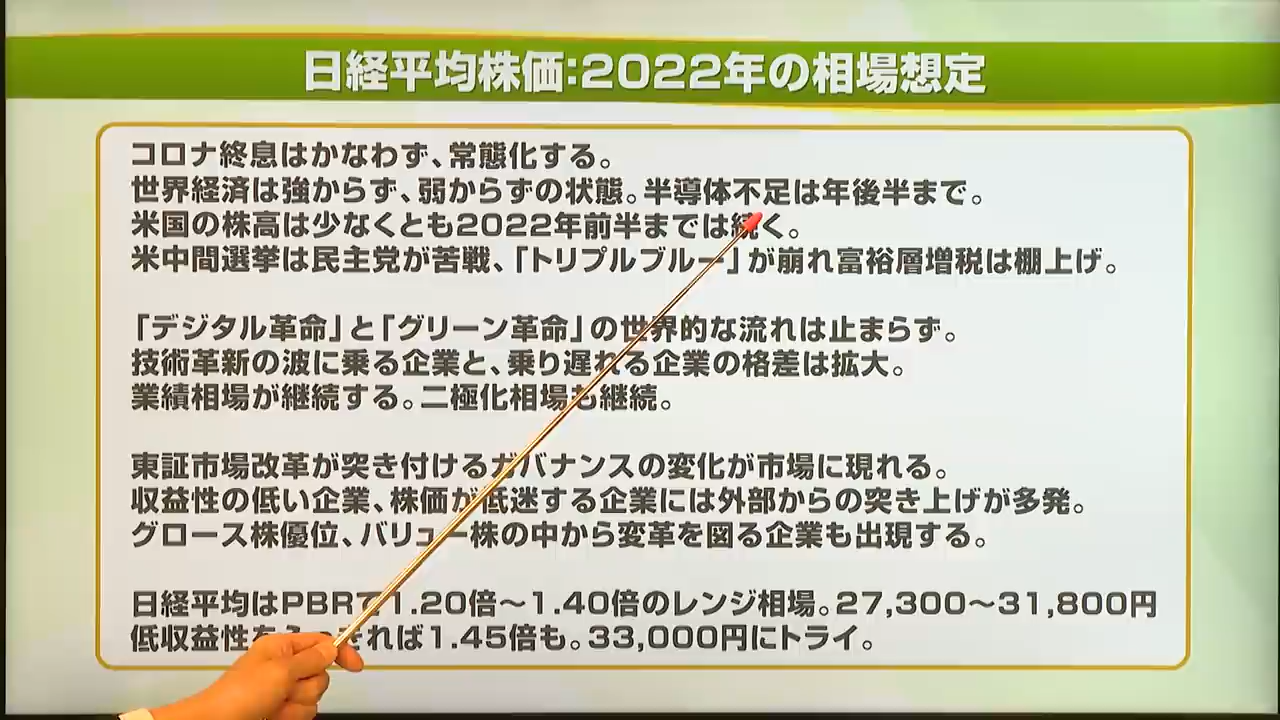 日経平均株価:2022年の相場想定
コロナ終息はかなわず、常態化する。
世界経済は強からず、弱からずの状態。半導体不足は年後半まで。
米国の株高は少なくとも2022年前半までは続く。
米中間選挙は民主党が苦戦、「トリプルブルー」が崩れ富裕層増税は棚上げ。
「デジタル革命」と「グリーン革命」の世界的な流れは止まらず。
技術革新の波に乗る企業と、乗り遅れる企業の格差は拡大。
業績相場が継続する。二極化相場も継続。
東証市場改革が突き付けるガバナンスの変化が市場に現れる。
収益性の低い企業、株価が低迷する企業には外部からの突き上げが多発。
グロース株優位、バリュー株の中から変革を図る企業も出現する。
日経平均はPBRで1.20倍〜1.40倍のレンジ相場。27,300〜31,800円
低収益性を れば1.45倍も。33,000円にトライ。